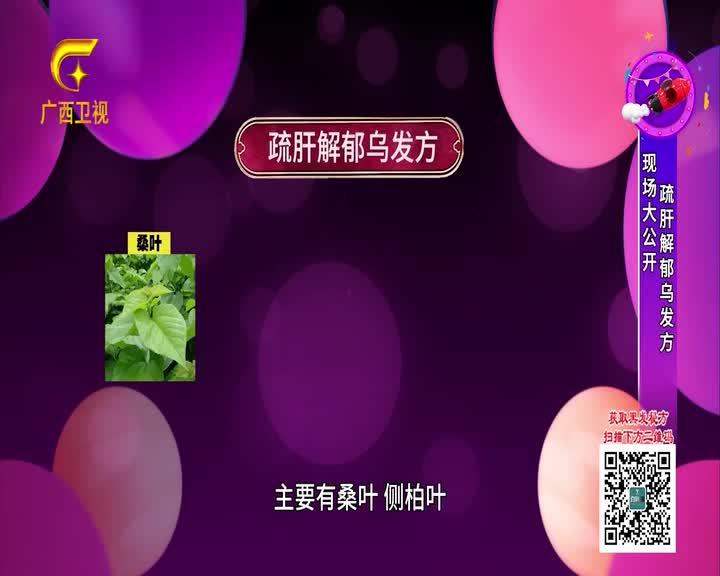 广西卫视
疏肝解郁乌发方
桑叶
现场大公开
疏肝解郁乌发方
获取黑发秘方
扫描下方二维码
主要有桑叶 侧柏叶